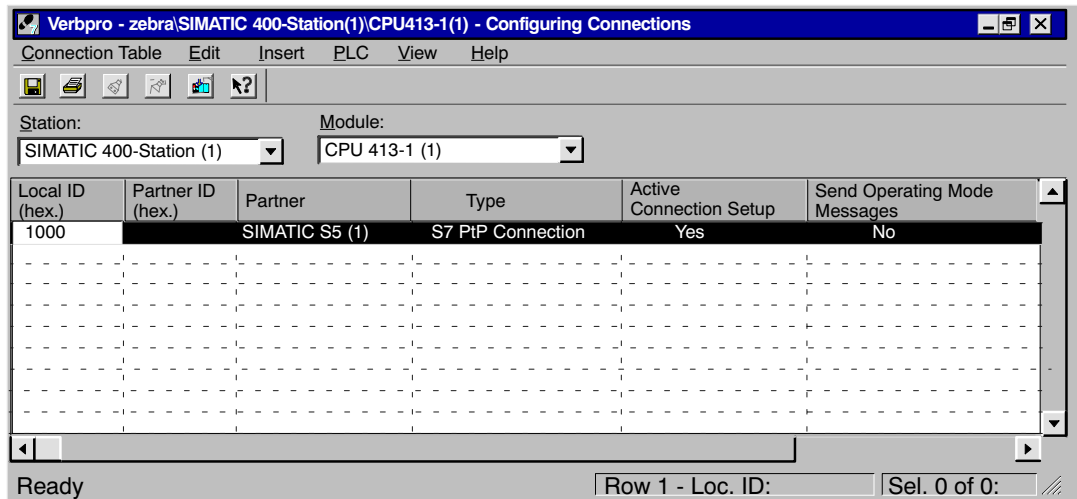 Verbpro - zebra\SIMATIC 400-Station(1)\CPU413-1(1) - Configuring Connections
Connection Table Edit Insert PLC View Help
Station: Module:
SIMATIC 400-Station (1) CPU 413-1 (1)
Local ID (hex.) Partner ID (hex.) Partner Type Active Connection Setup Send Operating Mode Messages
1000 SIMATIC S5 (1) S7 PtP Connection Yes No
Ready Row 1 - Loc. ID: Sel. 0 of 0: